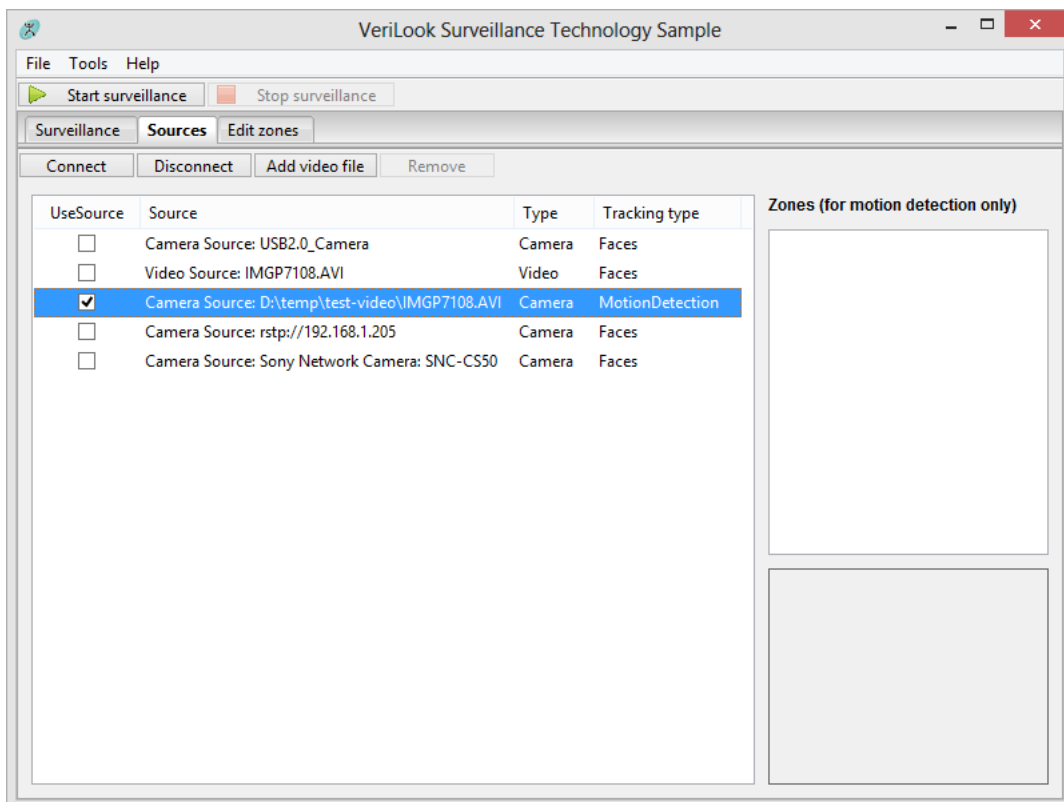 VeriLook Surveillance Technology Sample
File Tools Help
Start surveillance Stop surveillance
Surveillance Sources Edit zones
Connect Disconnect Add video file Remove
UseSource Source Type Tracking type
Camera Source: USB2.0_Camera Camera Faces
Video Source: IMGP7108.AVI Video Faces
Camera Source: D:\temp\test-video\IMGP7108.AVI Camera MotionDetection
Camera Source: rstp://192.168.1.205 Camera Faces
Camera Source: Sony Network Camera: SNC-CS50 Camera Faces
Zones (for motion detection only)